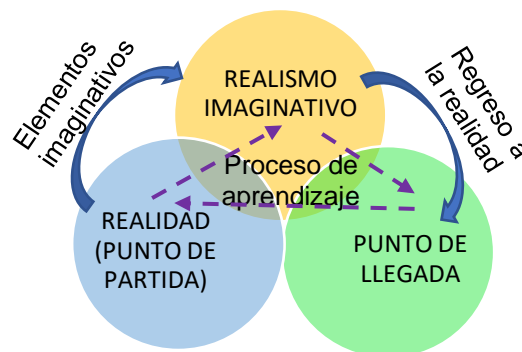 Elementos
imaginativos
REALISMO
IMAGINATIVO
Regreso a
la realidad
Proceso de
aprendizaje
REALIDAD
(PUNTO DE
PARTIDA)
PUNTO DE
LLEGADA